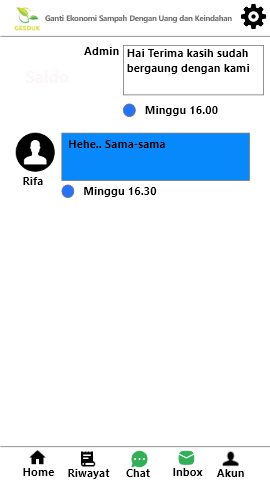 CESDUK
Ganti Ekonomi Sampah Dengan Uang dan Keindahan
Admin
Hai Terima kasih sudah
bergaung dengan kami
Saldo
Minggu 16.00
Hehe.. Sama-sama
Rifa
Minggu 16.30
Home
Riwayat
Chat
Inbox
Akun